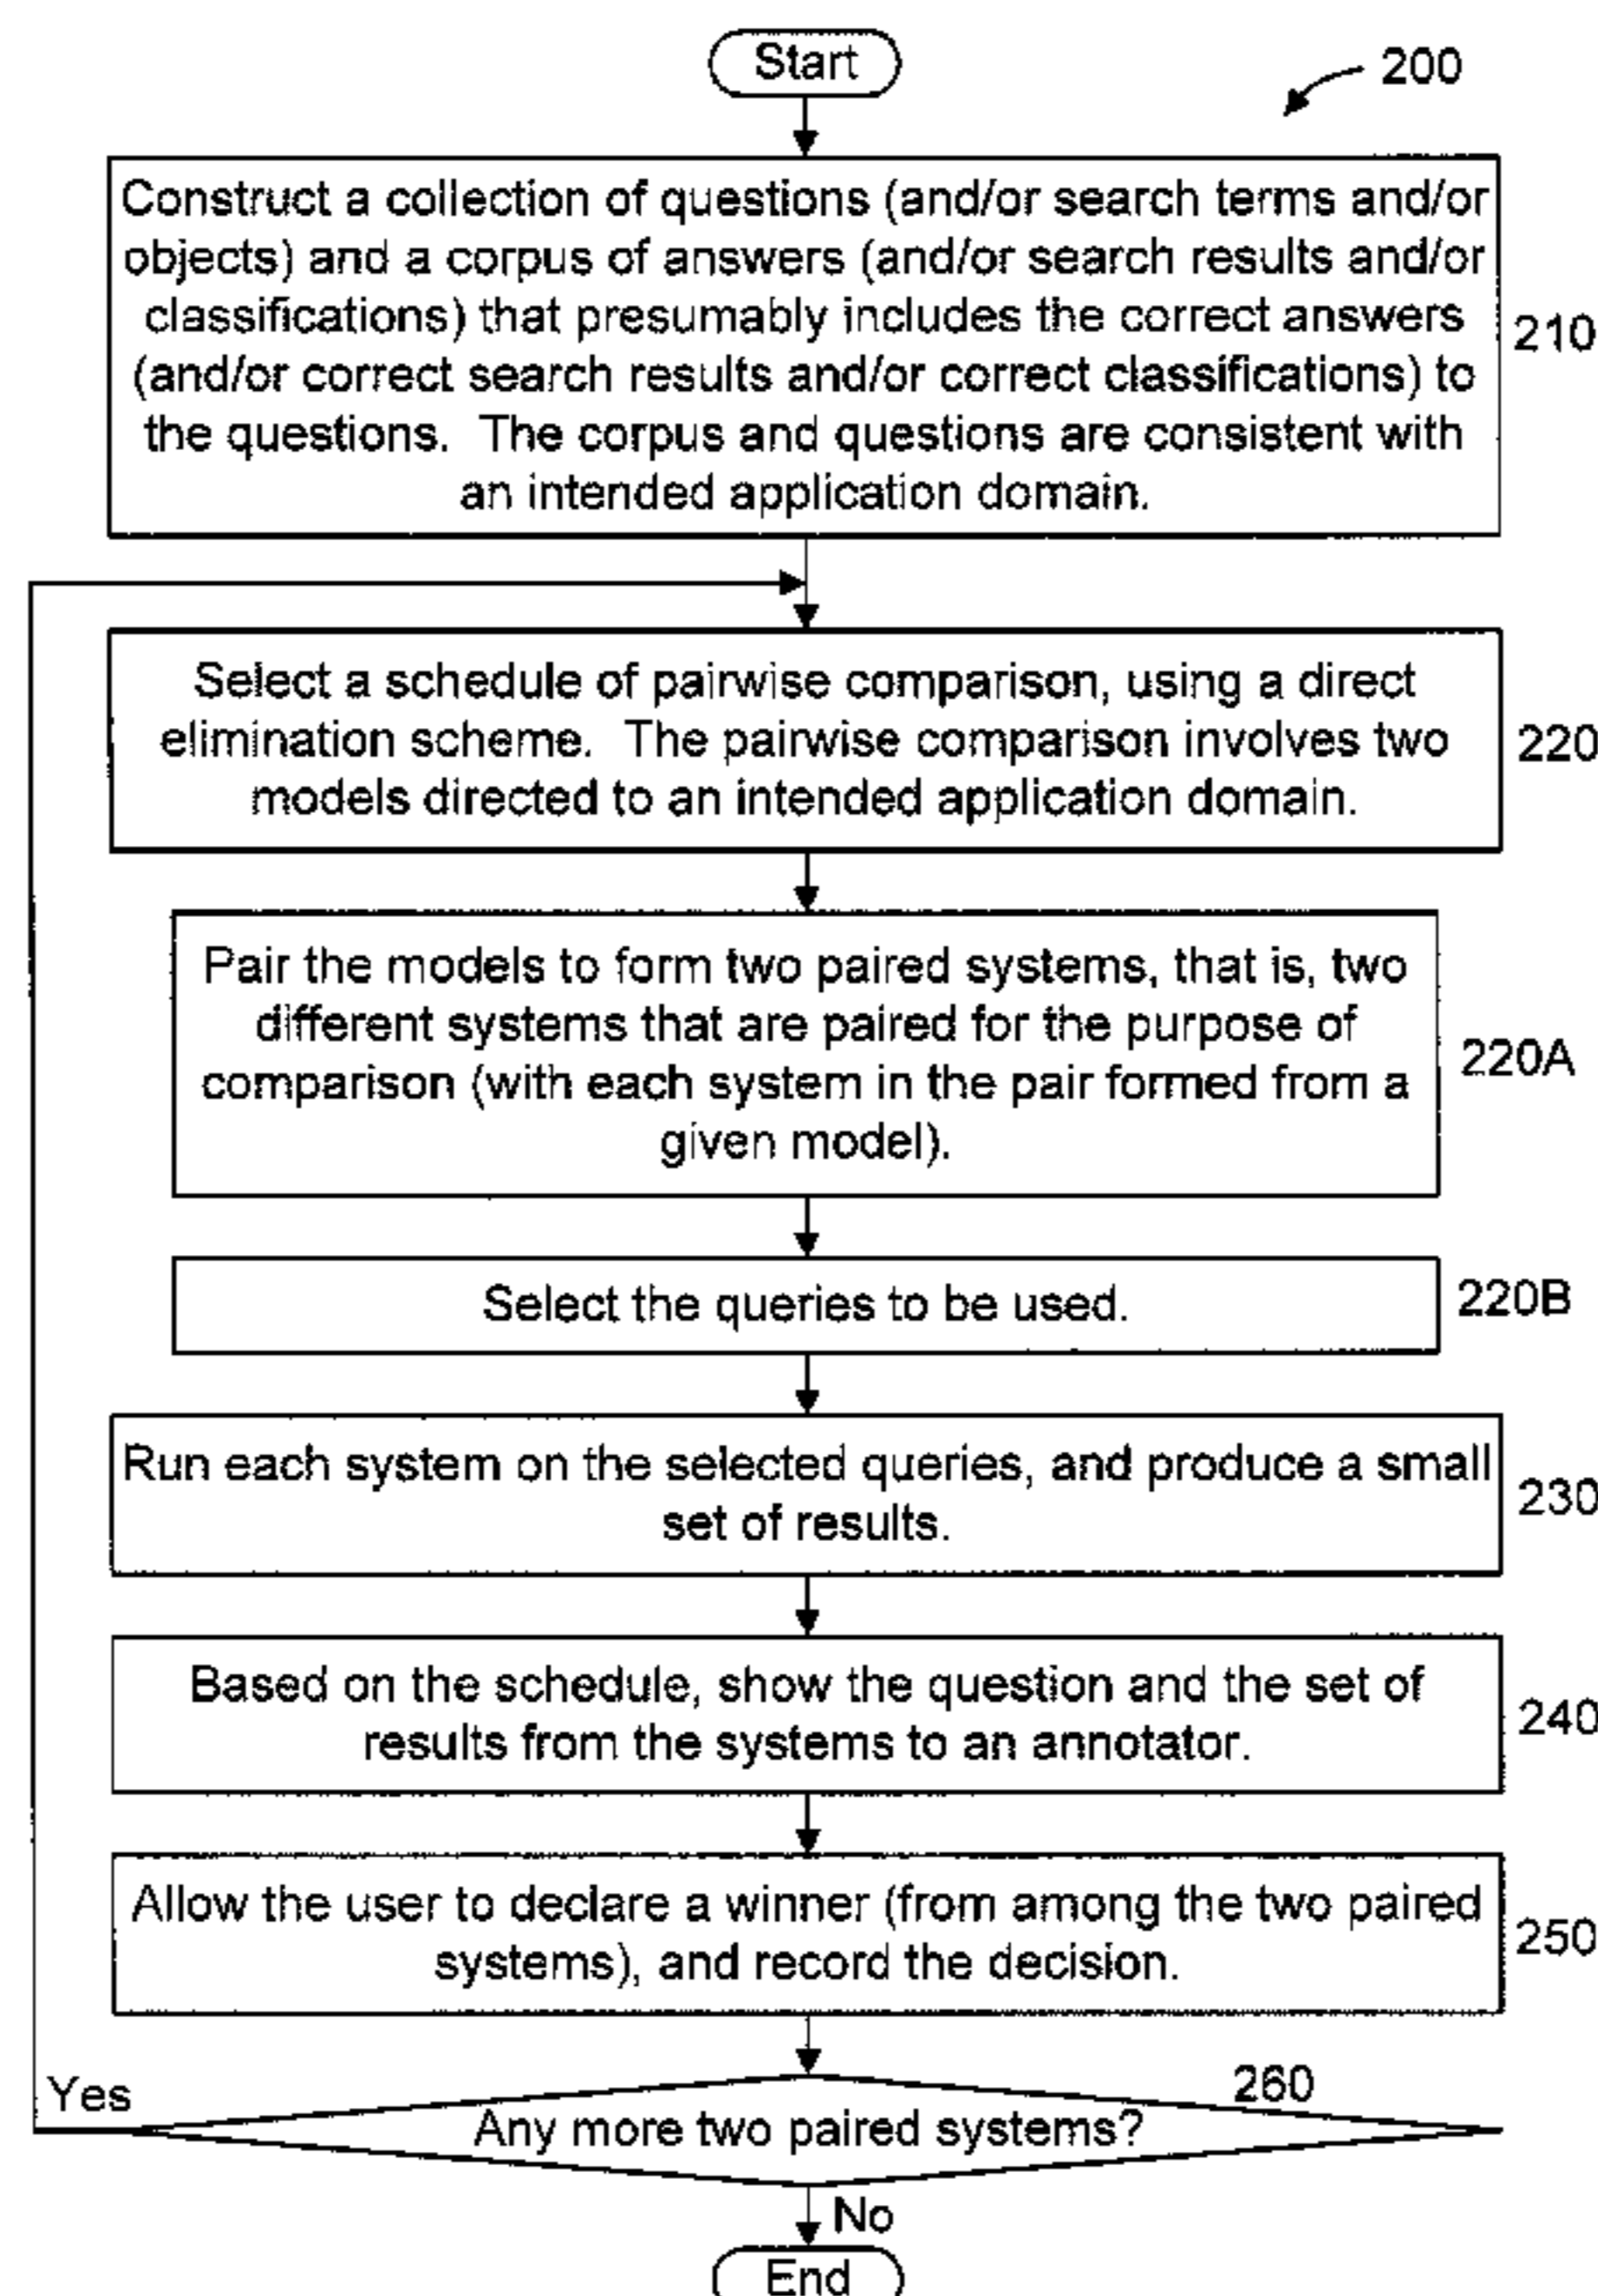 Start
200
Construct a collection of questions (and/or search terms and/or
objects) and a corpus of answers (and/or search results and/or
classifications) that presumably includes the correct answers
(and/or correct search results and/or correct classifications) to
the questions. The corpus and questions are consistent with
an intended application domain.
210
Select a schedule of pairwise comparison, using a direct
elimination scheme. The pairwise comparison involves two
models directed to an intended application domain.
220
Pair the models to form two paired systems, that is, two
different systems that are paired for the purpose of
comparison (with each system in the pair formed from a
given model).
220A
Select the queries to be used.
220B
Run each system on the selected queries, and produce a small
set of results.
230
Based on the schedule, show the question and the set of
results from the systems to an annotator.
240
Allow the user to declare a winner (from among the two paired
systems), and record the decision.
250
Yes
260
Any more two paired systems?
No
End